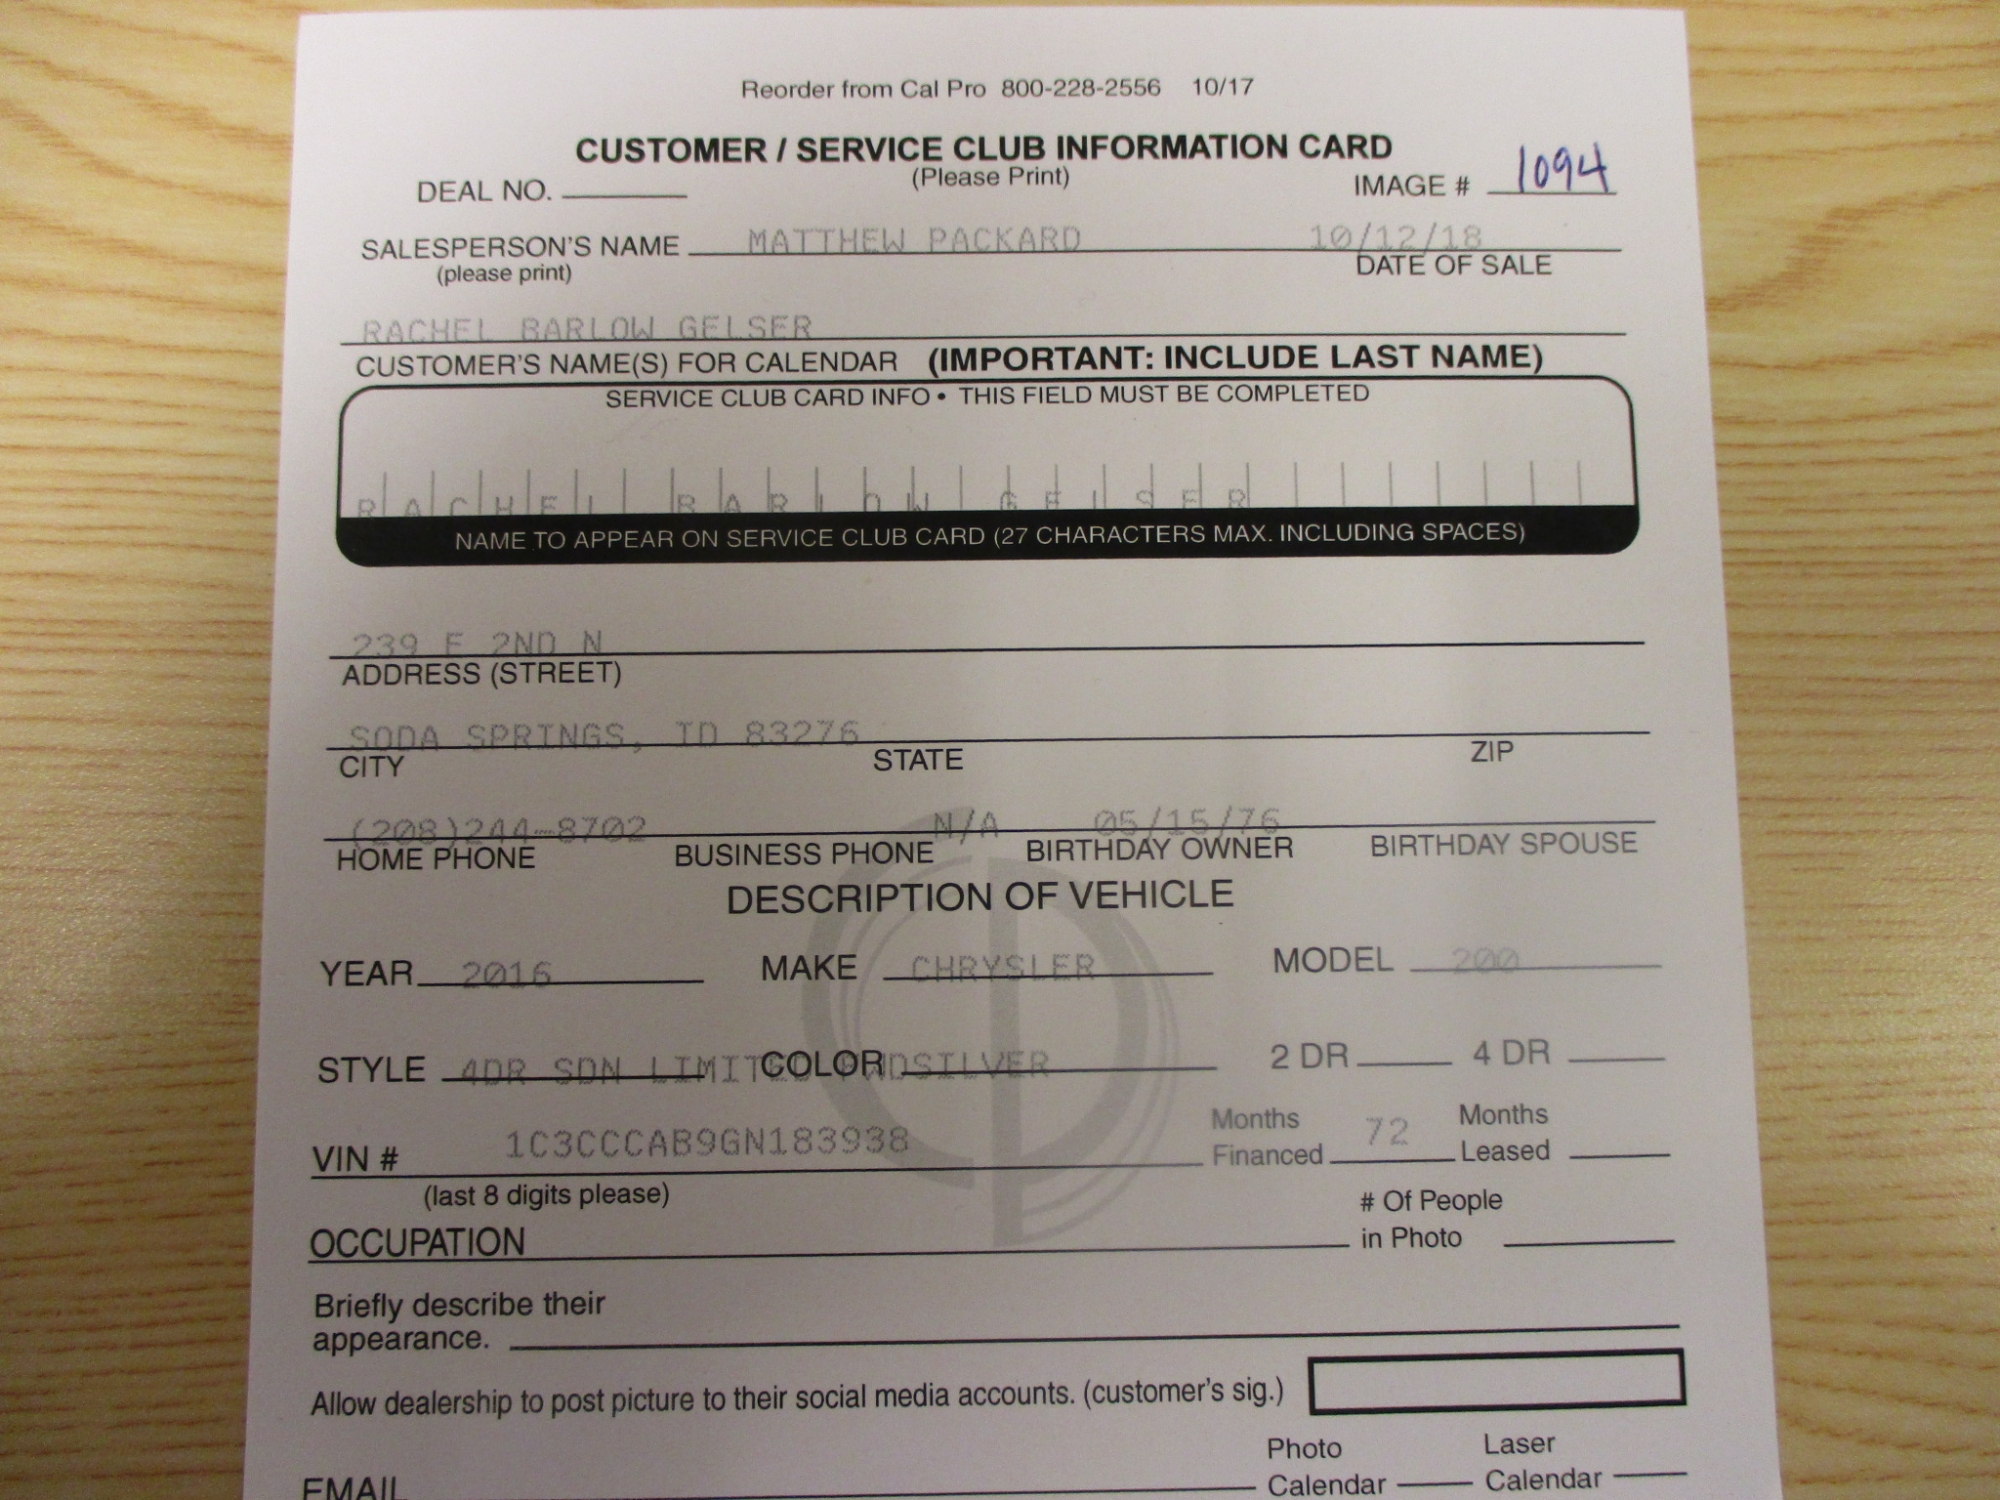 Reorder from Cal Pro 800-228-2556 10/17
CUSTOMER / SERVICE CLUB INFORMATION CARD
(Please Print)
DEAL NO. IMAGE # 1094
SALESPERSON'S NAME MATTHEW PACKARD 10/12/18
(please print) DATE OF SALE
RACHEL BARLOW GELSER
CUSTOMER'S NAME(S) FOR CALENDAR (IMPORTANT: INCLUDE LAST NAME)
SERVICE CLUB CARD INFO • THIS FIELD MUST BE COMPLETED
RACHEL BARLOW GELSER
NAME TO APPEAR ON SERVICE CLUB CARD (27 CHARACTERS MAX. INCLUDING SPACES)
239 E 2ND N
ADDRESS (STREET)
SODA SPRINGS, ID 83276
CITY STATE ZIP
(208)244-8702 N/A 05/15/76
HOME PHONE BUSINESS PHONE BIRTHDAY OWNER BIRTHDAY SPOUSE
DESCRIPTION OF VEHICLE
YEAR 2016 MAKE CHRYSLER MODEL 200
STYLE 4DR SDN LIMITED FWD COLOR SILVER 2 DR 4 DR
VIN # 1C3CCCAB9GN183938 Months Financed 72 Months Leased
(last 8 digits please) # Of People
OCCUPATION in Photo
Briefly describe their
appearance.
Allow dealership to post picture to their social media accounts. (customer's sig.)
Photo Laser
EMAIL Calendar Calendar